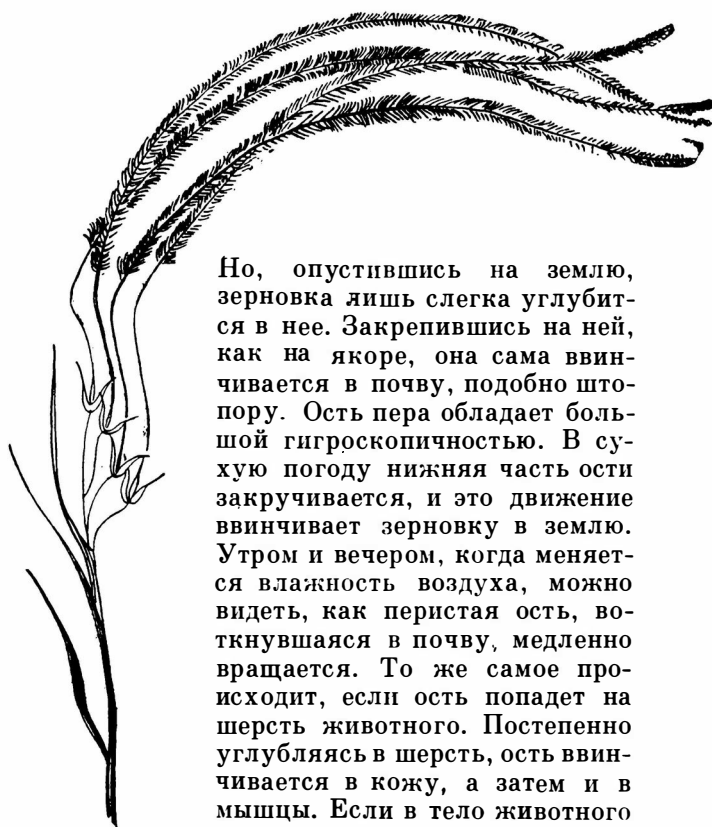 Но, опустившись на землю,
зерновка лишь слегка углубит-
ся в нее. Закрепившись на ней,
как на якоре, она сама ввин-
чивается в почву, подобно што-
пору. Ость пера обладает боль-
шой гигроскопичностью. В су-
хую погоду нижняя часть ости
закручивается, и это движение
ввинчивает зерновку в землю.
Утром и вечером, когда меняет-
ся влажность воздуха, можно
видеть, как перистая ость, во-
ткнувшаяся в почву, медленно
вращается. То же самое про-
исходит, если ость попадет на
шерсть животного. Постепенно
углубляясь в шерсть, ость ввин-
чивается в кожу, а затем и в
мышцы. Если в тело животного